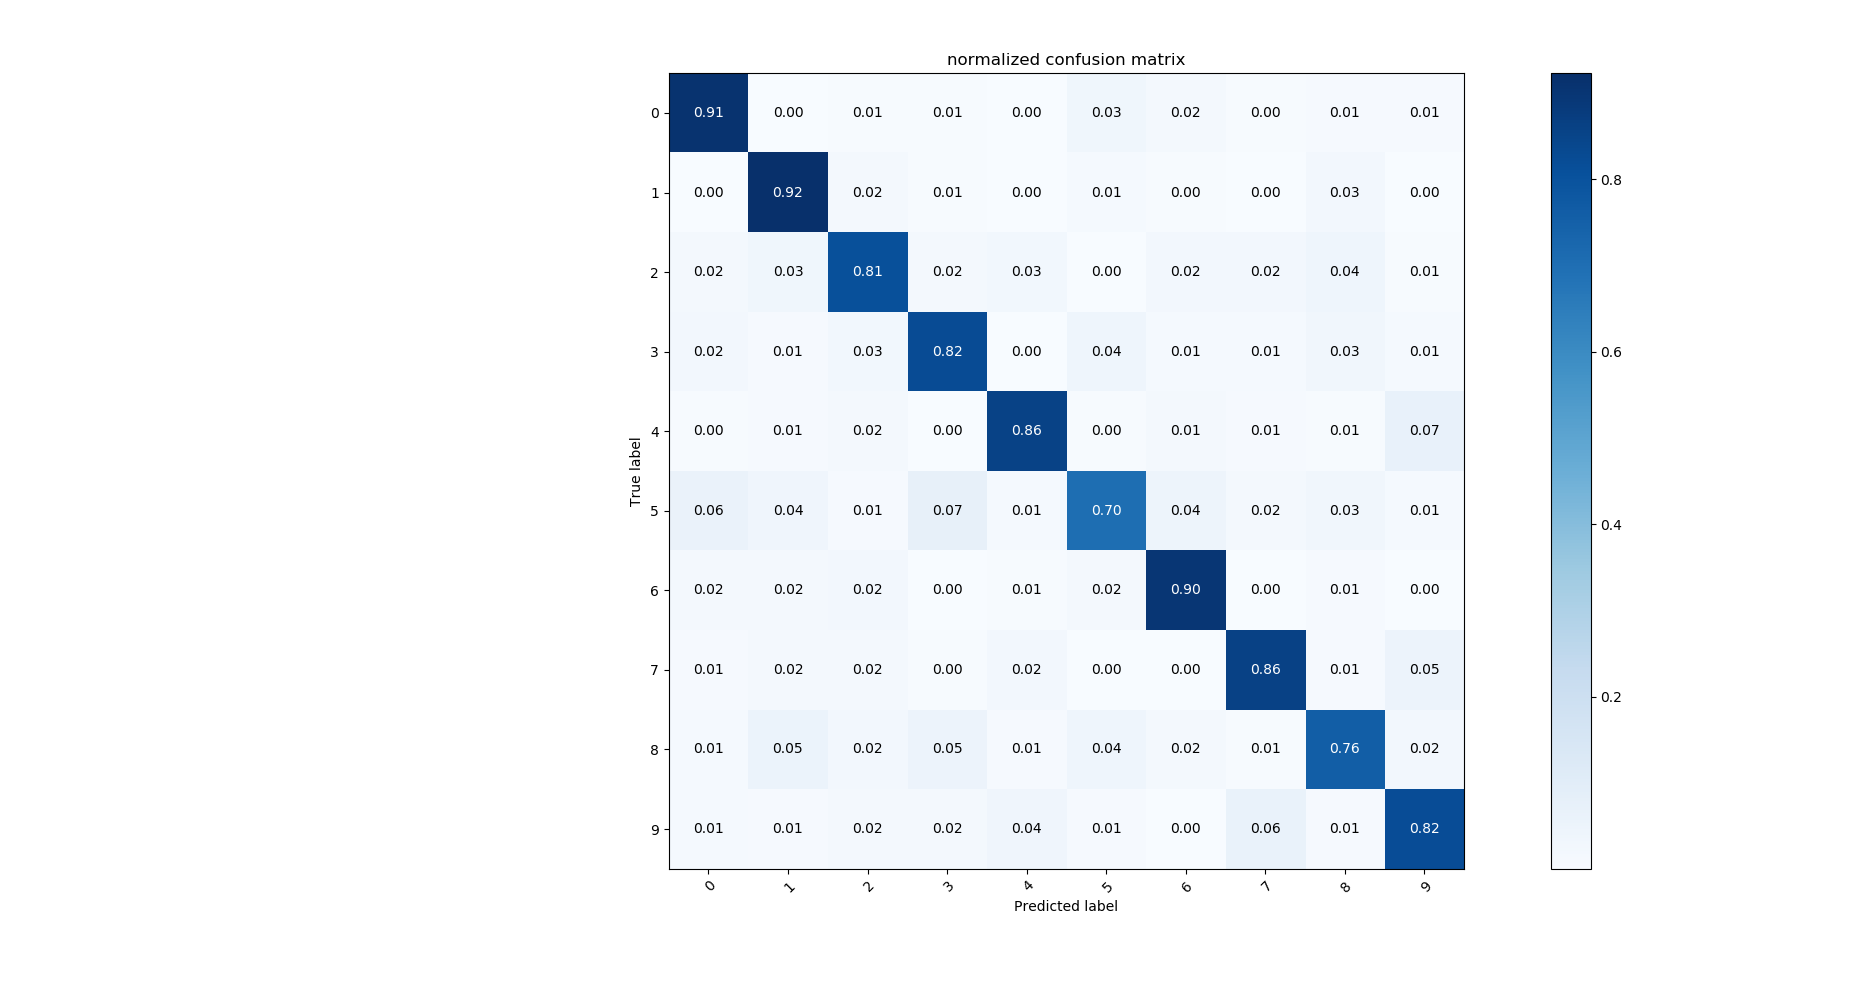 normalized confusion matrix
0 0.91 0.00 0.01 0.01 0.00 0.03 0.02 0.00 0.01 0.01
1 0.00 0.92 0.02 0.01 0.00 0.01 0.00 0.00 0.03 0.00
2 0.02 0.03 0.81 0.02 0.03 0.00 0.02 0.02 0.04 0.01
3 0.02 0.01 0.03 0.82 0.00 0.04 0.01 0.01 0.03 0.01
4 0.00 0.01 0.02 0.00 0.86 0.00 0.01 0.01 0.01 0.07
5 0.06 0.04 0.01 0.07 0.01 0.70 0.04 0.02 0.03 0.01
6 0.02 0.02 0.02 0.00 0.01 0.02 0.90 0.00 0.01 0.00
7 0.01 0.02 0.02 0.00 0.02 0.00 0.00 0.86 0.01 0.05
8 0.01 0.05 0.02 0.05 0.01 0.04 0.02 0.01 0.76 0.02
9 0.01 0.01 0.02 0.02 0.04 0.01 0.00 0.06 0.01 0.82
0 1 2 3 4 5 6 7 8 9
Predicted label
True label
0.8
0.6
0.4
0.2